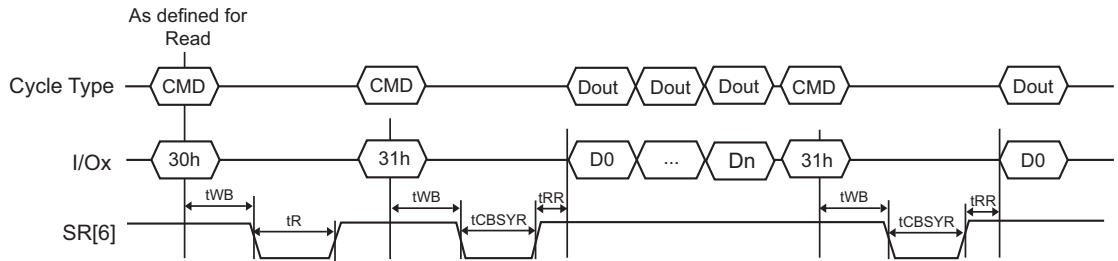 As defined for
Read
Cycle Type CMD CMD Dout Dout Dout CMD Dout
I/Ox 30h 31h D0 ... Dn 31h D0
tWB tR tWB tCBSYR tRR tWB tCBSYR tRR
SR[6]